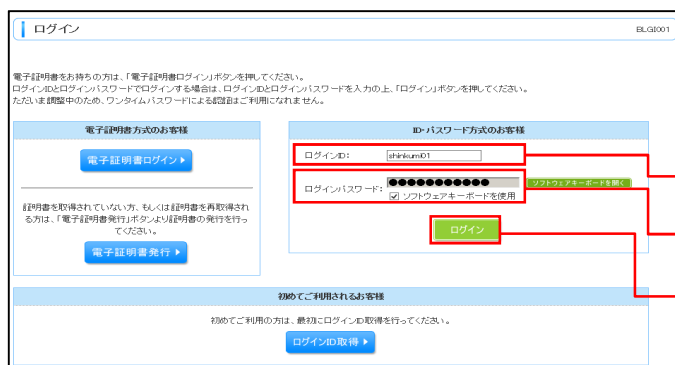 ログイン
BLGI001
電子証明書をお持ちの方は、「電子証明書ログイン」ボタンを押してください。
ログインIDとログインパスワードでログインする場合は、ログインIDとログインパスワードを入力の上、「ログイン」ボタンを押してください。
ただいま調整中のため、ワンタイムパスワードによる認証はご利用になれません。
電子証明書方式のお客様
電子証明書ログイン
証明書を取得されていない方、もしくは証明書を再取得され
る方は、「電子証明書発行」ボタンより証明書の発行を行っ
てください。
電子証明書発行
ID・パスワード方式のお客様
ログインID：
shinkumi01
ログインパスワード：
●●●●●●●●●●●
ソフトウェアキーボードを開く
ソフトウェアキーボードを使用
ログイン
初めてご利用されるお客様
初めてご利用の方は、最初にログインID取得を行ってください。
ログインID取得